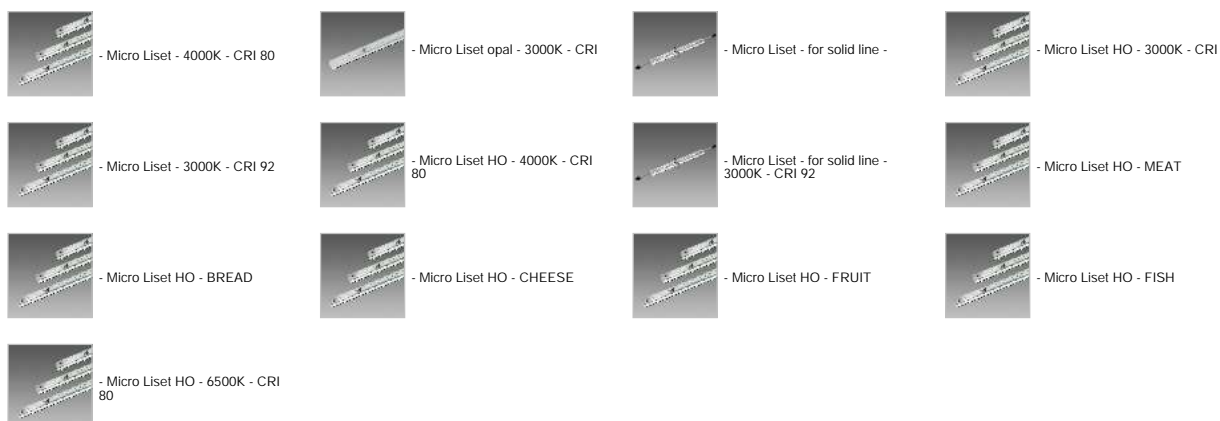 - Micro Liset - 4000K - CRI 80
- Micro Liset opal - 3000K - CRI
- Micro Liset - for solid line -
- Micro Liset HO - 3000K - CRI
- Micro Liset - 3000K - CRI 92
- Micro Liset HO - 4000K - CRI
80
- Micro Liset - for solid line -
3000K - CRI 92
- Micro Liset HO - MEAT
- Micro Liset HO - BREAD
- Micro Liset HO - CHEESE
- Micro Liset HO - FRUIT
- Micro Liset HO - FISH
- Micro Liset HO - 6500K - CRI
80